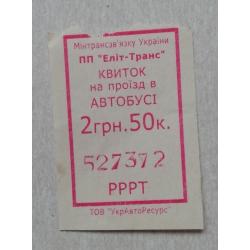 Мінтрансзв'язку України
ПП "Еліт-Транс"
КВИТОК
на проїзд в
АВТОБУСІ
2грн.50к.
527372
РРРТ
ТОВ "УкрАвтоРесурс"